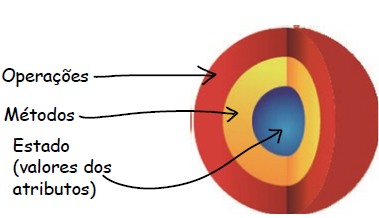 Operações
Métodos
Estado
(valores dos
atributos)